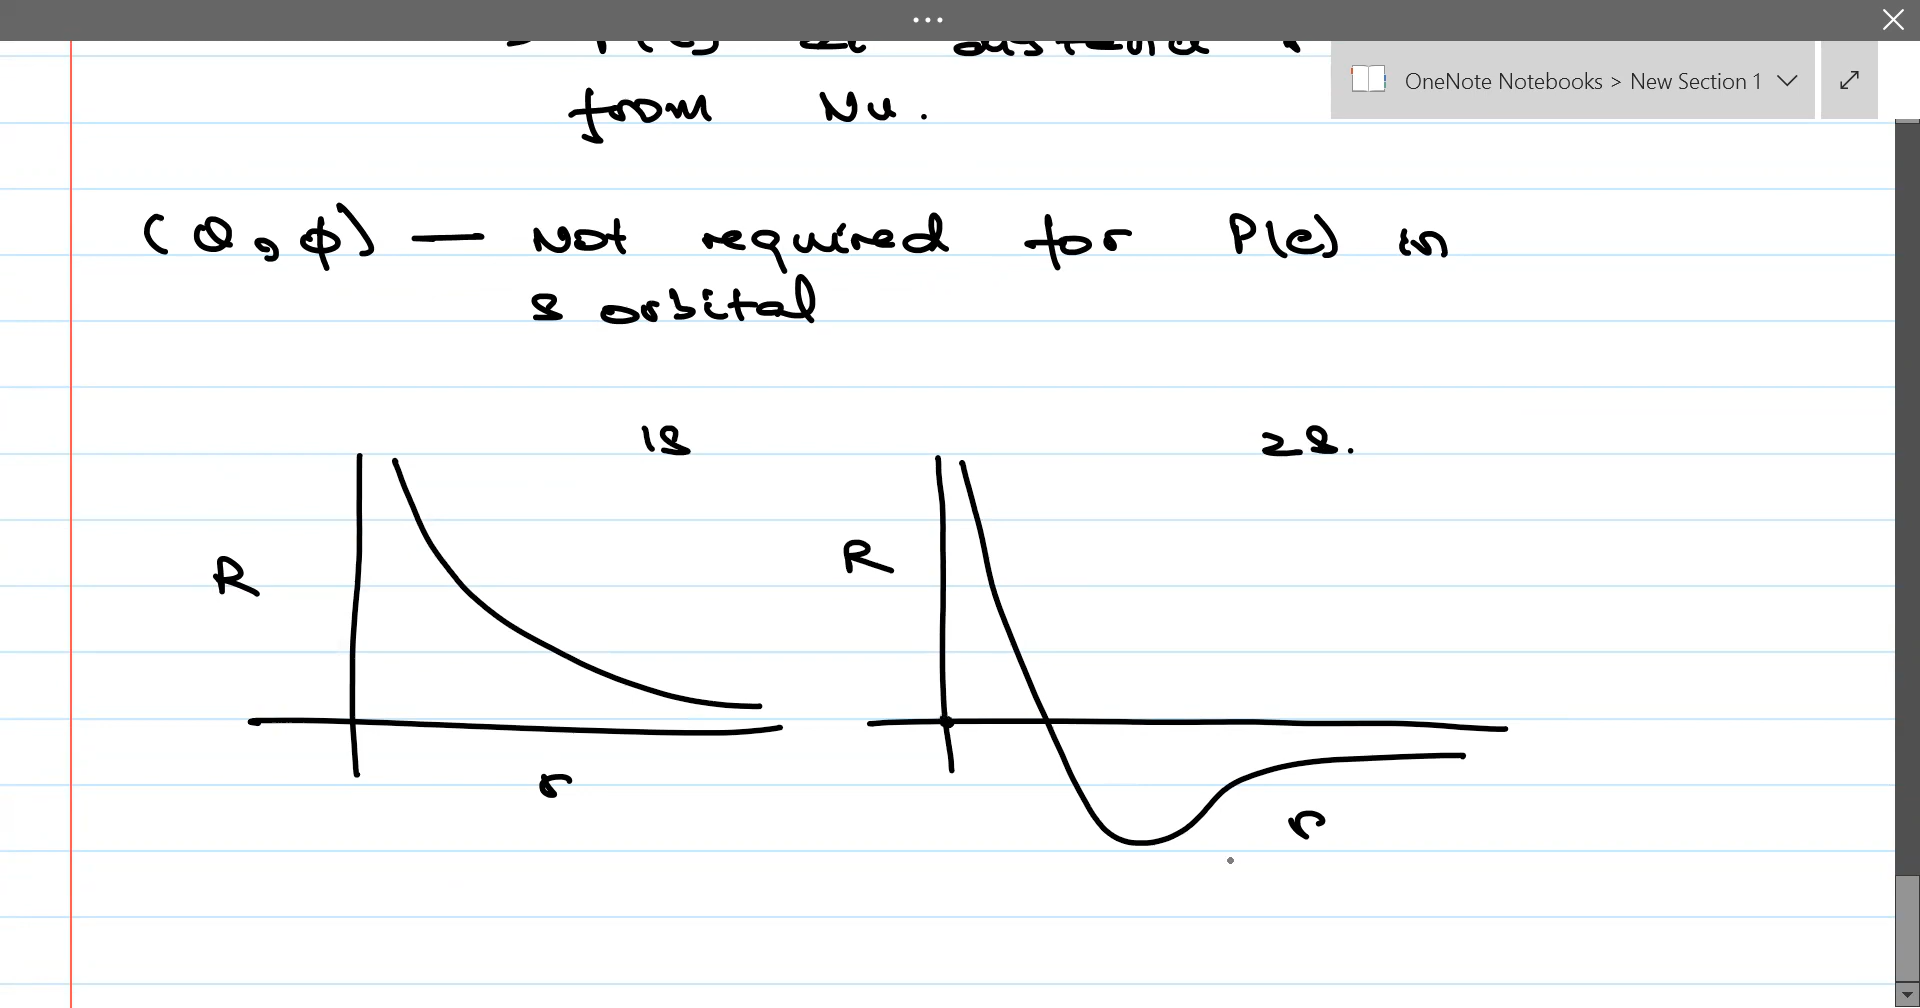 ...
OneNote Notebooks > New Section 1
from Nu.
(θ, φ) — Not required for P(e) in
s orbital
1s
2s.
R
R
r
r